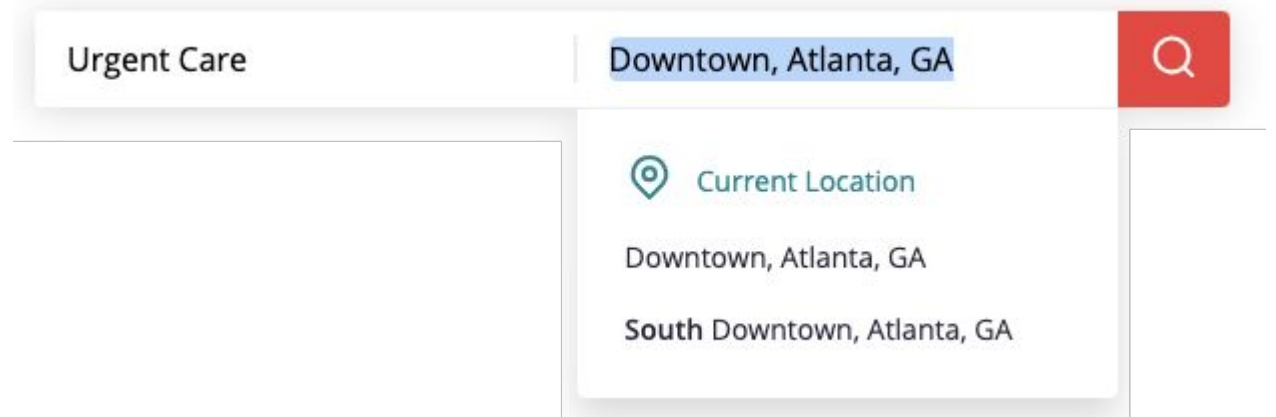 Urgent Care
Downtown, Atlanta, GA
Current Location
Downtown, Atlanta, GA
South Downtown, Atlanta, GA